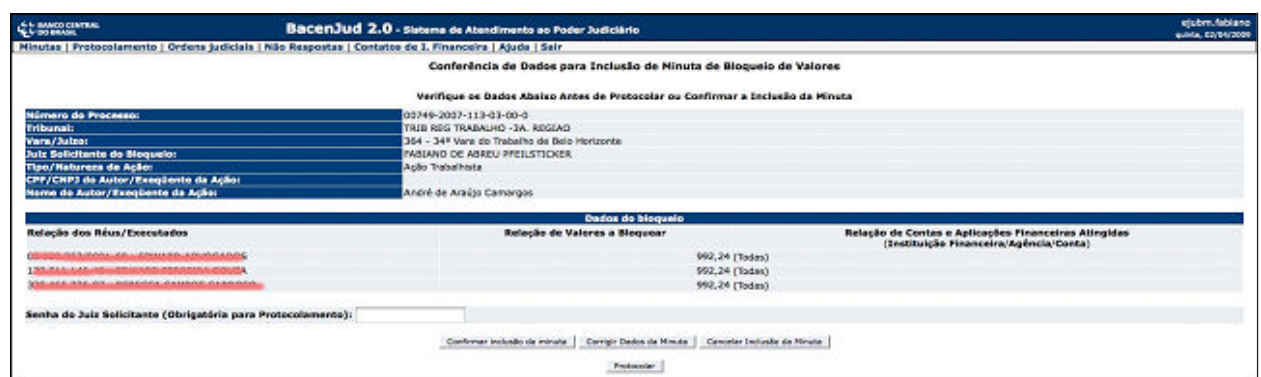 BANCO CENTRAL
DO BRASIL
BacenJud 2.0 - Sistema de Atendimento ao Poder Judiciário
ejubm.fabiano
quinta, 02/04/2009
Minutas | Protocolamento | Ordens judiciais | Não Respostas | Contatos de I. Financeira | Ajuda | Sair
Conferência de Dados para Inclusão de Minuta de Bloqueio de Valores
Verifique os Dados Abaixo Antes de Protocolar ou Confirmar a Inclusão da Minuta
Número do Processo: 00749-2007-113-03-00-0
Tribunal: TRIB REG TRABALHO -3A. REGIAO
Vara/Juízo: 364 - 34ª Vara do Trabalho de Belo Horizonte
Juiz Solicitante do Bloqueio: FABIANO DE ABREU PFEILSTICKER
Tipo/Natureza da Ação: Ação Trabalhista
CPF/CNPJ do Autor/Exeqüente da Ação:
Nome do Autor/Exeqüente da Ação: André de Araújo Camargos
Dados do bloqueio
Relação dos Réus/Executados Relação de Valores a Bloquear Relação de Contas e Aplicações Financeiras Atingidas
(Instituição Financeira/Agência/Conta)
992,24 (Todas)
992,24 (Todas)
992,24 (Todas)
Senha do Juiz Solicitante (Obrigatória para Protocolamento):
Confirmar inclusão da minuta Corrigir Dados da Minuta Cancelar Inclusão da Minuta
Protocolar